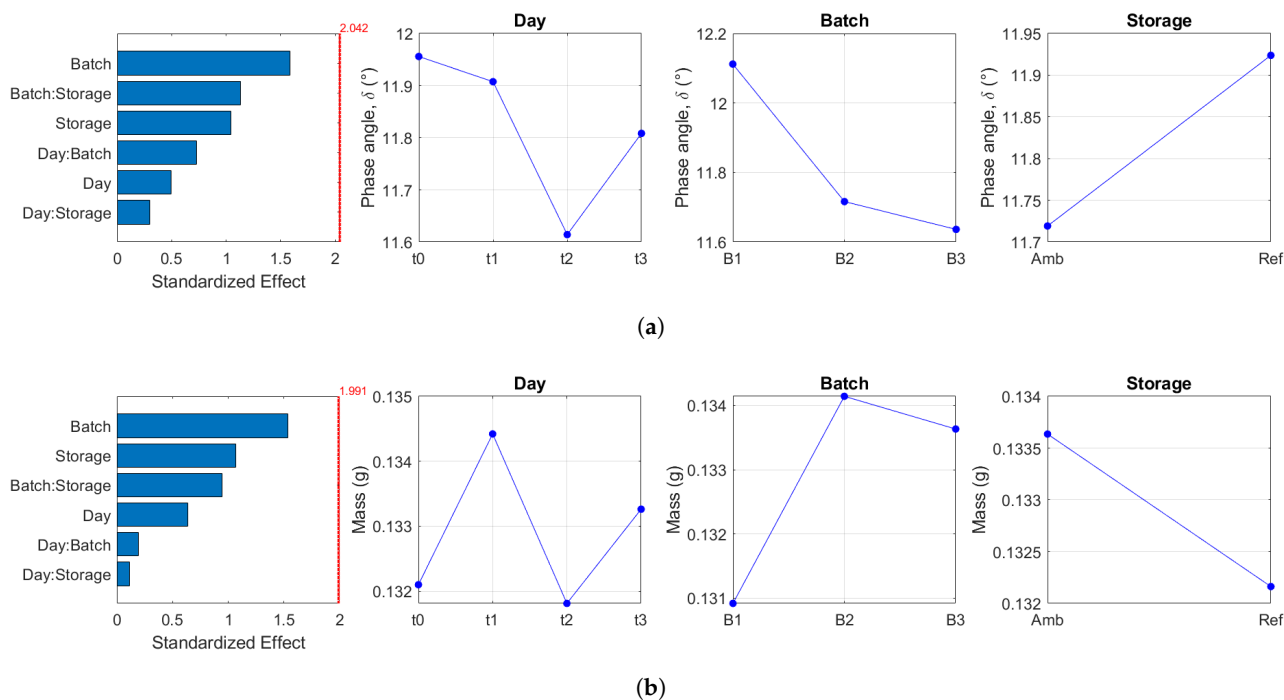 2.042
Batch
Batch:Storage
Storage
Day:Batch
Day
Day:Storage
0 0.5 1 1.5 2
Standardized Effect
Day
Phase angle, δ (°)
12
11.9
11.8
11.7
11.6
t0 t1 t2 t3
Batch
Phase angle, δ (°)
12.2
12
11.8
11.6
B1 B2 B3
Storage
Phase angle, δ (°)
11.95
11.9
11.85
11.8
11.75
11.7
Amb Ref
(a)
1.991
Batch
Storage
Batch:Storage
Day
Day:Batch
Day:Storage
0 0.5 1 1.5 2
Standardized Effect
Day
Mass (g)
0.135
0.134
0.133
0.132
t0 t1 t2 t3
Batch
Mass (g)
0.134
0.133
0.132
0.131
B1 B2 B3
Storage
Mass (g)
0.134
0.1335
0.133
0.1325
0.132
Amb Ref
(b)